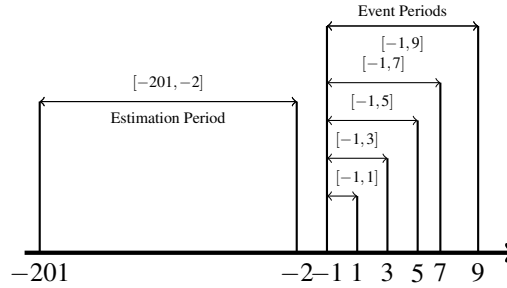 Event Periods
[−1,9]
[−1,7]
[−201,−2]
[−1,5]
Estimation Period
[−1,3]
[−1,1]
−201 −2 −1 1 3 5 7 9